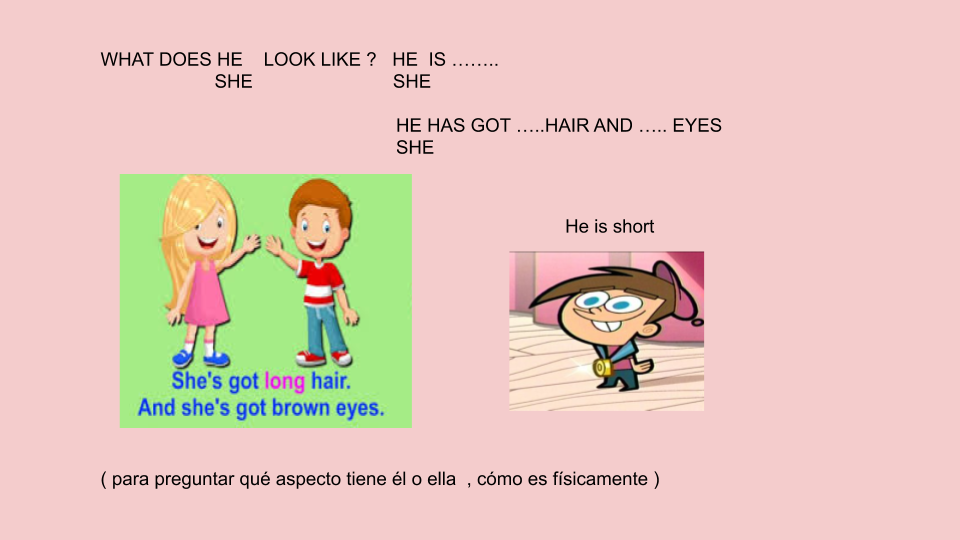 WHAT DOES HE LOOK LIKE ? HE IS ……..
SHE SHE
HE HAS GOT …..HAIR AND ….. EYES
SHE
He is short
She's got long hair.
And she's got brown eyes.
( para preguntar qué aspecto tiene él o ella , cómo es físicamente )